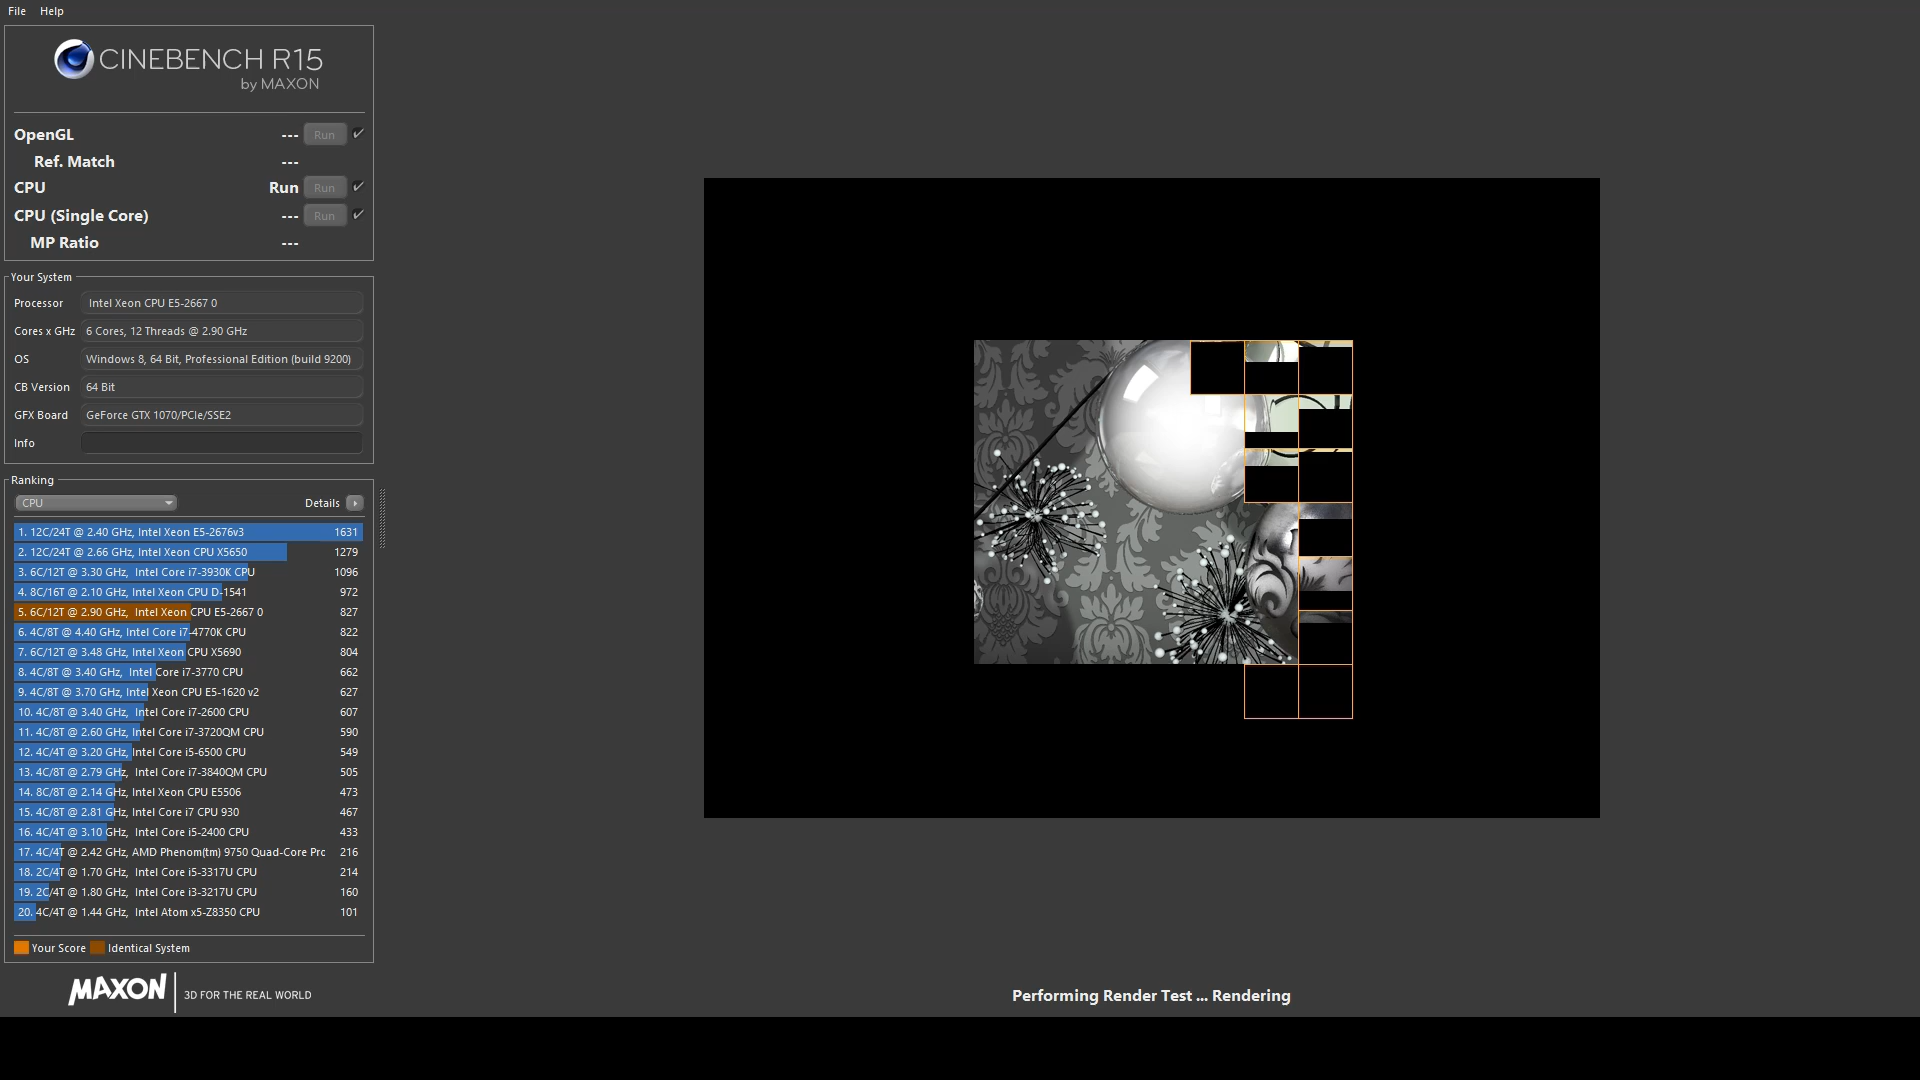 File Help
CINEBENCH R15
by MAXON
OpenGL --- Run
Ref. Match ---
CPU Run Run
CPU (Single Core) --- Run
MP Ratio ---
Your System
Processor Intel Xeon CPU E5-2667 0
Cores x GHz 6 Cores, 12 Threads @ 2.90 GHz
OS Windows 8, 64 Bit, Professional Edition (build 9200)
CB Version 64 Bit
GFX Board GeForce GTX 1070/PCIe/SSE2
Info
Ranking
CPU Details
1. 12C/24T @ 2.40 GHz, Intel Xeon E5-2676v3 1631
2. 12C/24T @ 2.66 GHz, Intel Xeon CPU X5650 1279
3. 6C/12T @ 3.30 GHz, Intel Core i7-3930K CPU 1096
4. 8C/16T @ 2.10 GHz, Intel Xeon CPU D-1541 972
5. 6C/12T @ 2.90 GHz, Intel Xeon CPU E5-2667 0 827
6. 4C/8T @ 4.40 GHz, Intel Core i7-4770K CPU 822
7. 6C/12T @ 3.48 GHz, Intel Xeon CPU X5690 804
8. 4C/8T @ 3.40 GHz, Intel Core i7-3770 CPU 662
9. 4C/8T @ 3.70 GHz, Intel Xeon CPU E5-1620 v2 627
10. 4C/8T @ 3.40 GHz, Intel Core i7-2600 CPU 607
11. 4C/8T @ 2.60 GHz, Intel Core i7-3720QM CPU 590
12. 4C/4T @ 3.20 GHz, Intel Core i5-6500 CPU 549
13. 4C/8T @ 2.79 GHz, Intel Core i7-3840QM CPU 505
14. 8C/8T @ 2.14 GHz, Intel Xeon CPU E5506 473
15. 4C/8T @ 2.81 GHz, Intel Core i7 CPU 930 467
16. 4C/4T @ 3.10 GHz, Intel Core i5-2400 CPU 433
17. 4C/4T @ 2.42 GHz, AMD Phenom(tm) 9750 Quad-Core Prc 216
18. 2C/4T @ 1.70 GHz, Intel Core i5-3317U CPU 214
19. 2C/4T @ 1.80 GHz, Intel Core i3-3217U CPU 160
20. 4C/4T @ 1.44 GHz, Intel Atom x5-Z8350 CPU 101
Your Score Identical System
MAXON 3D FOR THE REAL WORLD
Performing Render Test ... Rendering